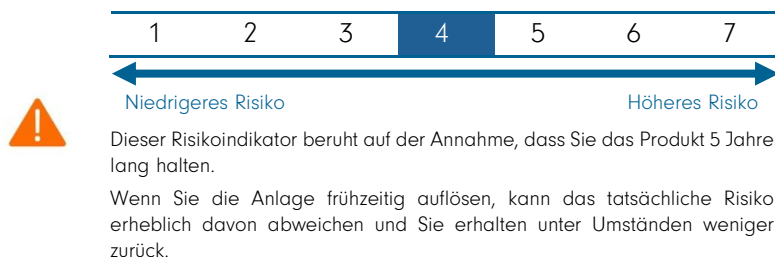 1 2 3 4 5 6 7
Niedrigeres Risiko Höheres Risiko
Dieser Risikoindikator beruht auf der Annahme, dass Sie das Produkt 5 Jahre
lang halten.
Wenn Sie die Anlage frühzeitig auflösen, kann das tatsächliche Risiko
erheblich davon abweichen und Sie erhalten unter Umständen weniger
zurück.